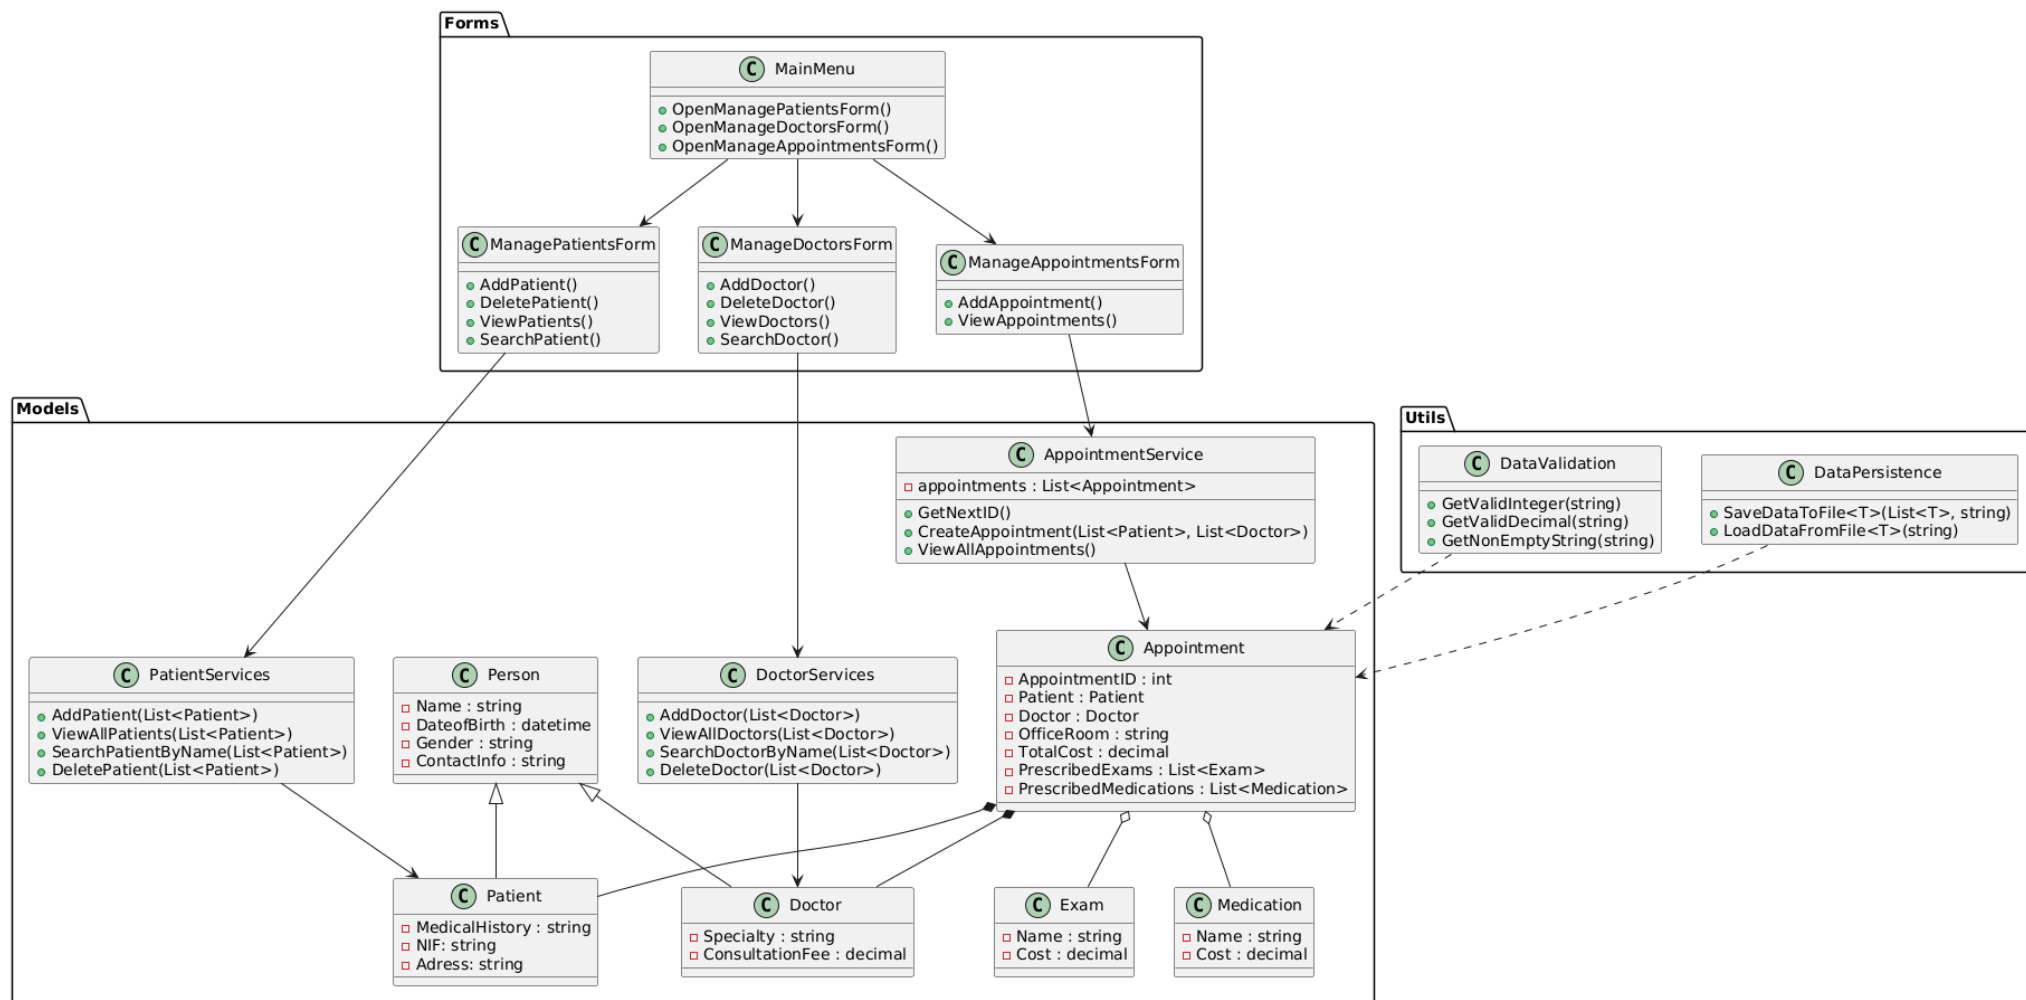 Forms
C MainMenu
OpenManagePatientsForm()
OpenManageDoctorsForm()
OpenManageAppointmentsForm()
C ManagePatientsForm
AddPatient()
DeletePatient()
ViewPatients()
SearchPatient()
C ManageDoctorsForm
AddDoctor()
DeleteDoctor()
ViewDoctors()
SearchDoctor()
C ManageAppointmentsForm
AddAppointment()
ViewAppointments()
Models
C AppointmentService
appointments : List<Appointment>
GetNextID()
CreateAppointment(List<Patient>, List<Doctor>)
ViewAllAppointments()
Utils
C DataValidation
GetValidInteger(string)
GetValidDecimal(string)
GetNonEmptyString(string)
C DataPersistence
SaveDataToFile<T>(List<T>, string)
LoadDataFromFile<T>(string)
C PatientServices
AddPatient(List<Patient>)
ViewAllPatients(List<Patient>)
SearchPatientByName(List<Patient>)
DeletePatient(List<Patient>)
C Person
Name : string
DateofBirth : datetime
Gender : string
ContactInfo : string
C DoctorServices
AddDoctor(List<Doctor>)
ViewAllDoctors(List<Doctor>)
SearchDoctorByName(List<Doctor>)
DeleteDoctor(List<Doctor>)
C Appointment
AppointmentID : int
Patient : Patient
Doctor : Doctor
OfficeRoom : string
TotalCost : decimal
PrescribedExams : List<Exam>
PrescribedMedications : List<Medication>
C Patient
MedicalHistory : string
NIF: string
Adress: string
C Doctor
Specialty : string
ConsultationFee : decimal
C Exam
Name : string
Cost : decimal
C Medication
Name : string
Cost : decimal